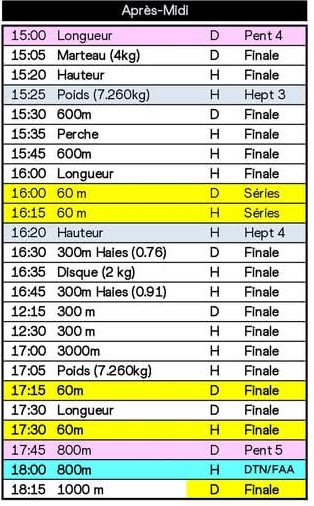 Après-Midi
15:00 Longueur D Pent 4
15:05 Marteau (4kg) D Finale
15:20 Hauteur H Finale
15:25 Poids (7.260kg) H Hept 3
15:30 600m D Finale
15:35 Perche H Finale
15:45 600m H Finale
16:00 Longueur H Finale
16:00 60 m D Séries
16:15 60 m H Séries
16:20 Hauteur H Hept 4
16:30 300m Haies (0.76) D Finale
16:35 Disque (2 kg) H Finale
16:45 300m Haies (0.91) H Finale
12:15 300 m D Finale
12:30 300 m H Finale
17:00 3000m H Finale
17:05 Poids (7.260kg) H Finale
17:15 60m D Finale
17:30 Longueur D Finale
17:30 60m H Finale
17:45 800m D Pent 5
18:00 800m H DTN/FAA
18:15 1000 m D Finale